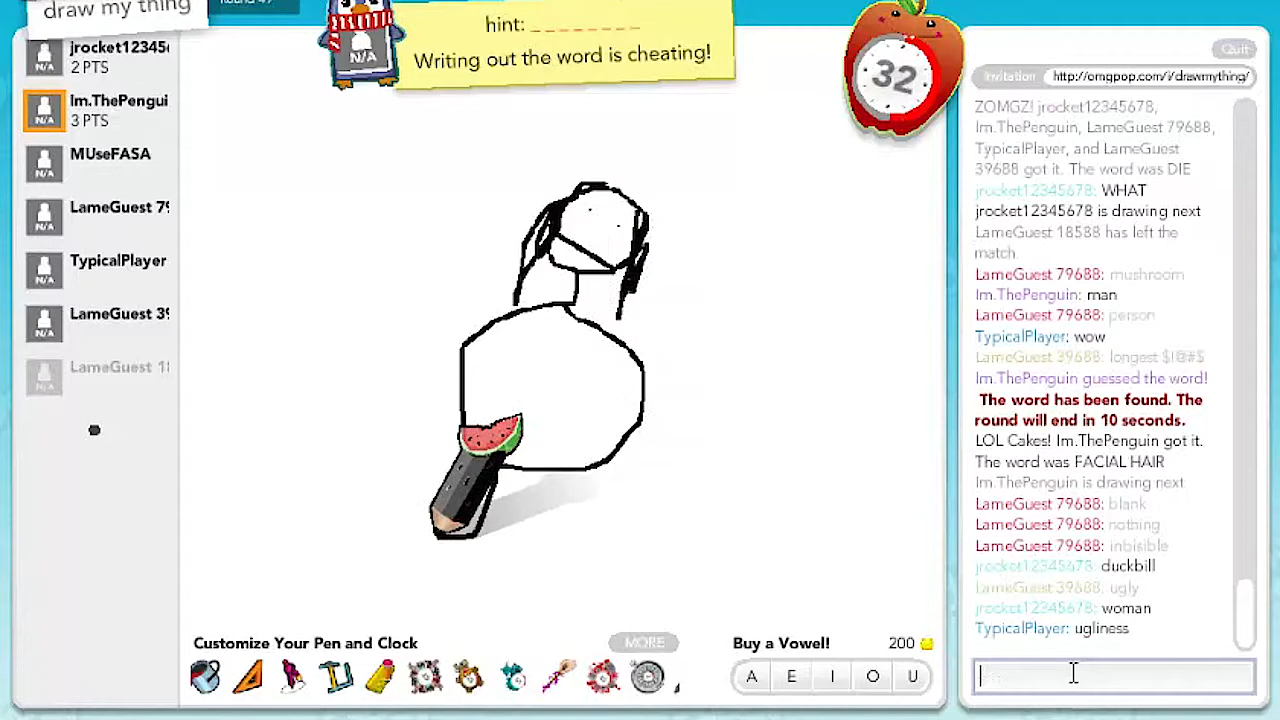 draw my thing
hint: _ _ _ _ _ _ _ _
Writing out the word is cheating!
32
Quit
Invitation http://omgpop.com/i/drawmything/
jrocket12345
2 PTS
Im.ThePengui
3 PTS
MUseFASA
LameGuest 79
TypicalPlayer
LameGuest 39
LameGuest 18
N/A
N/A
N/A
N/A
N/A
N/A
N/A
N/A
ZOMGZ! jrocket12345678,
Im.ThePenguin, LameGuest 79688,
TypicalPlayer, and LameGuest
39688 got it. The word was DIE
jrocket12345678: WHAT
jrocket12345678 is drawing next
LameGuest 18588 has left the
match.
LameGuest 79688: mushroom
Im.ThePenguin: man
LameGuest 79688: person
TypicalPlayer: wow
LameGuest 39688: longest $!@#$
Im.ThePenguin guessed the word!
The word has been found. The
round will end in 10 seconds.
LOL Cakes! Im.ThePenguin got it.
The word was FACIAL HAIR
Im.ThePenguin is drawing next
LameGuest 79688: blank
LameGuest 79688: nothing
LameGuest 79688: inbisible
jrocket12345678: duckbill
LameGuest 39688: ugly
jrocket12345678: woman
TypicalPlayer: ugliness
Customize Your Pen and Clock
MORE
Buy a Vowel! 200
A E I O U